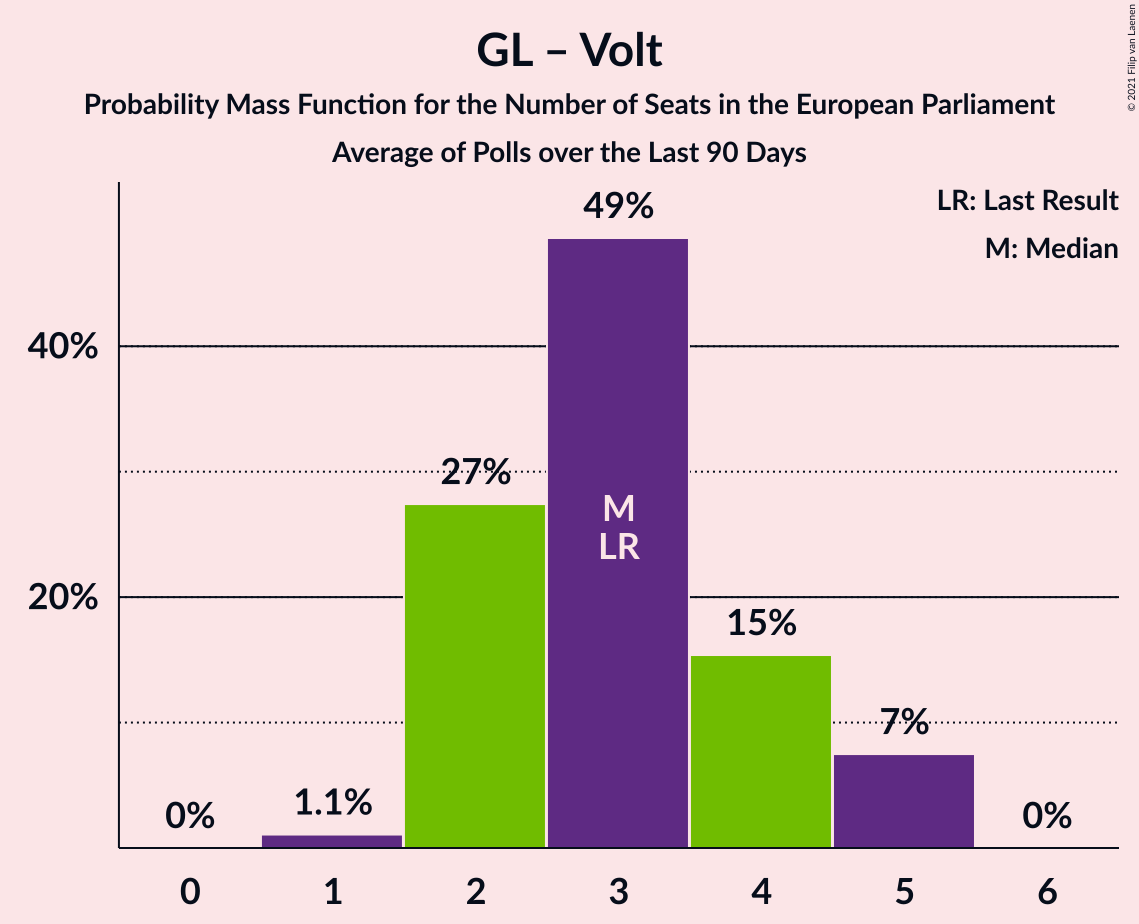 GL – Volt
Probability Mass Function for the Number of Seats in the European Parliament
Average of Polls over the Last 90 Days
© 2021 Filip van Laenen
LR: Last Result
M: Median
49%
40%
27%
M
LR
20%
15%
7%
1.1%
0%
0%
0 1 2 3 4 5 6